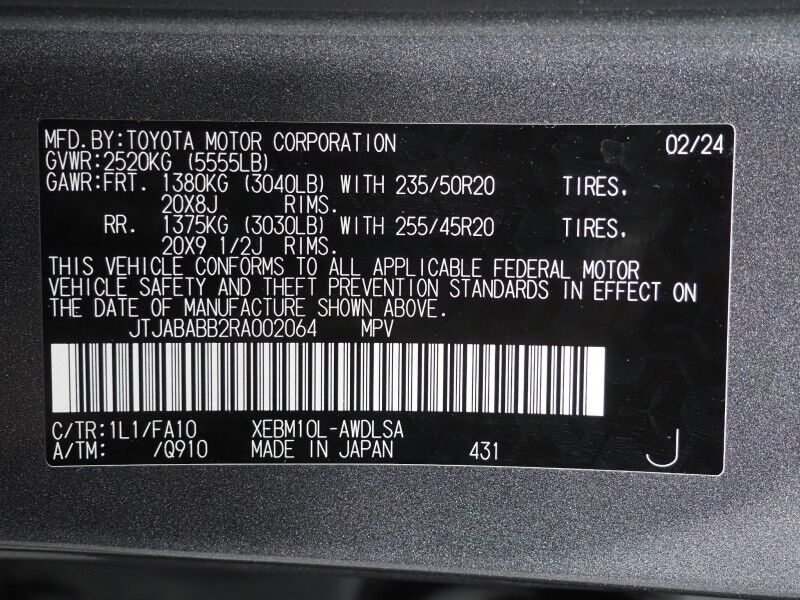 MFD.BY:TOYOTA MOTOR CORPORATION 02/24
GVWR:2520KG (5555LB)
GAWR:FRT. 1380KG (3040LB) WITH 235/50R20 TIRES,
20X8J RIMS.
RR. 1375KG (3030LB) WITH 255/45R20 TIRES,
20X9 1/2J RIMS.
THIS VEHICLE CONFORMS TO ALL APPLICABLE FEDERAL MOTOR
VEHICLE SAFETY AND THEFT PREVENTION STANDARDS IN EFFECT ON
THE DATE OF MANUFACTURE SHOWN ABOVE.
JTJABABB2RA002064 MPV
C/TR:1L1/FA10 XEBM10L-AWDLSA
A/TM: /Q910 MADE IN JAPAN 431 J